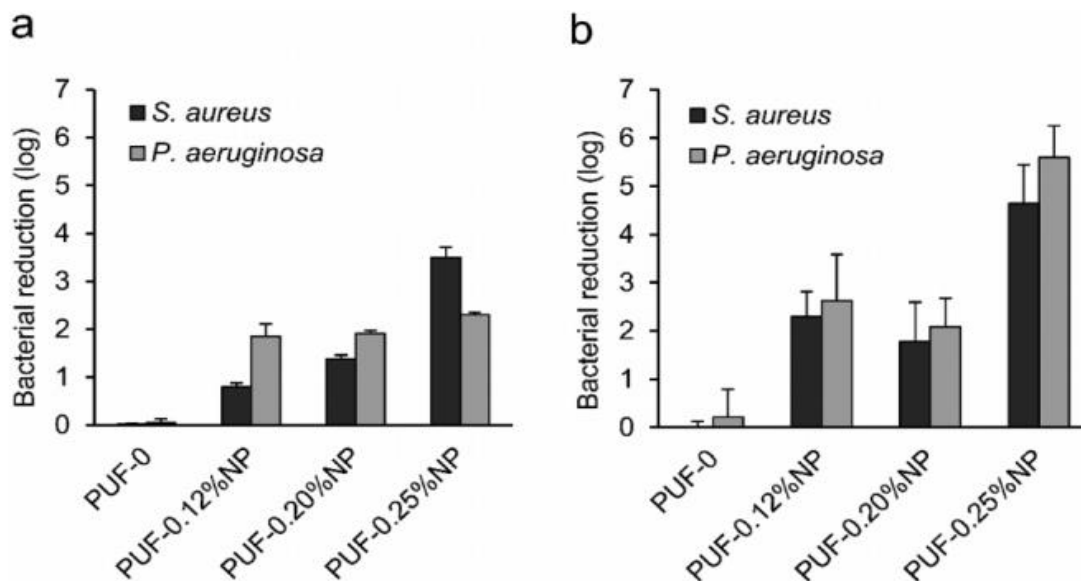 a
Bacterial reduction (log)
7
6
5
4
3
2
1
0
S. aureus
P. aeruginosa
PUF-0
PUF-0.12%NP
PUF-0.20%NP
PUF-0.25%NP
b
Bacterial reduction (log)
7
6
5
4
3
2
1
0
S. aureus
P. aeruginosa
PUF-0
PUF-0.12%NP
PUF-0.20%NP
PUF-0.25%NP